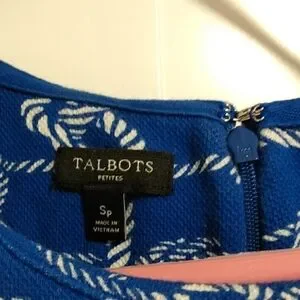 TALBOTS
PETITES
Sp
MADE IN
VIETNAM